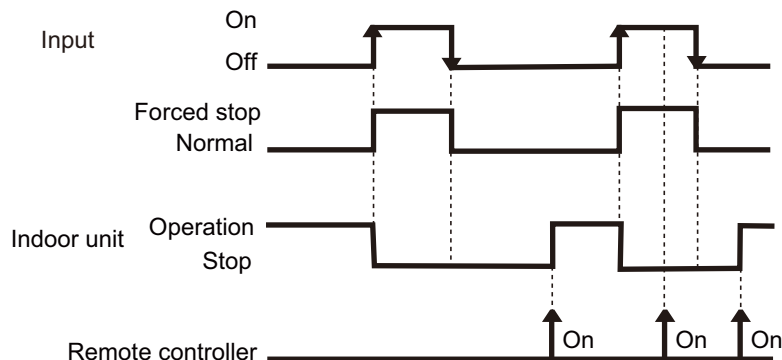 On
Input
Off
Forced stop
Normal
Operation
Indoor unit
Stop
On
On
On
Remote controller